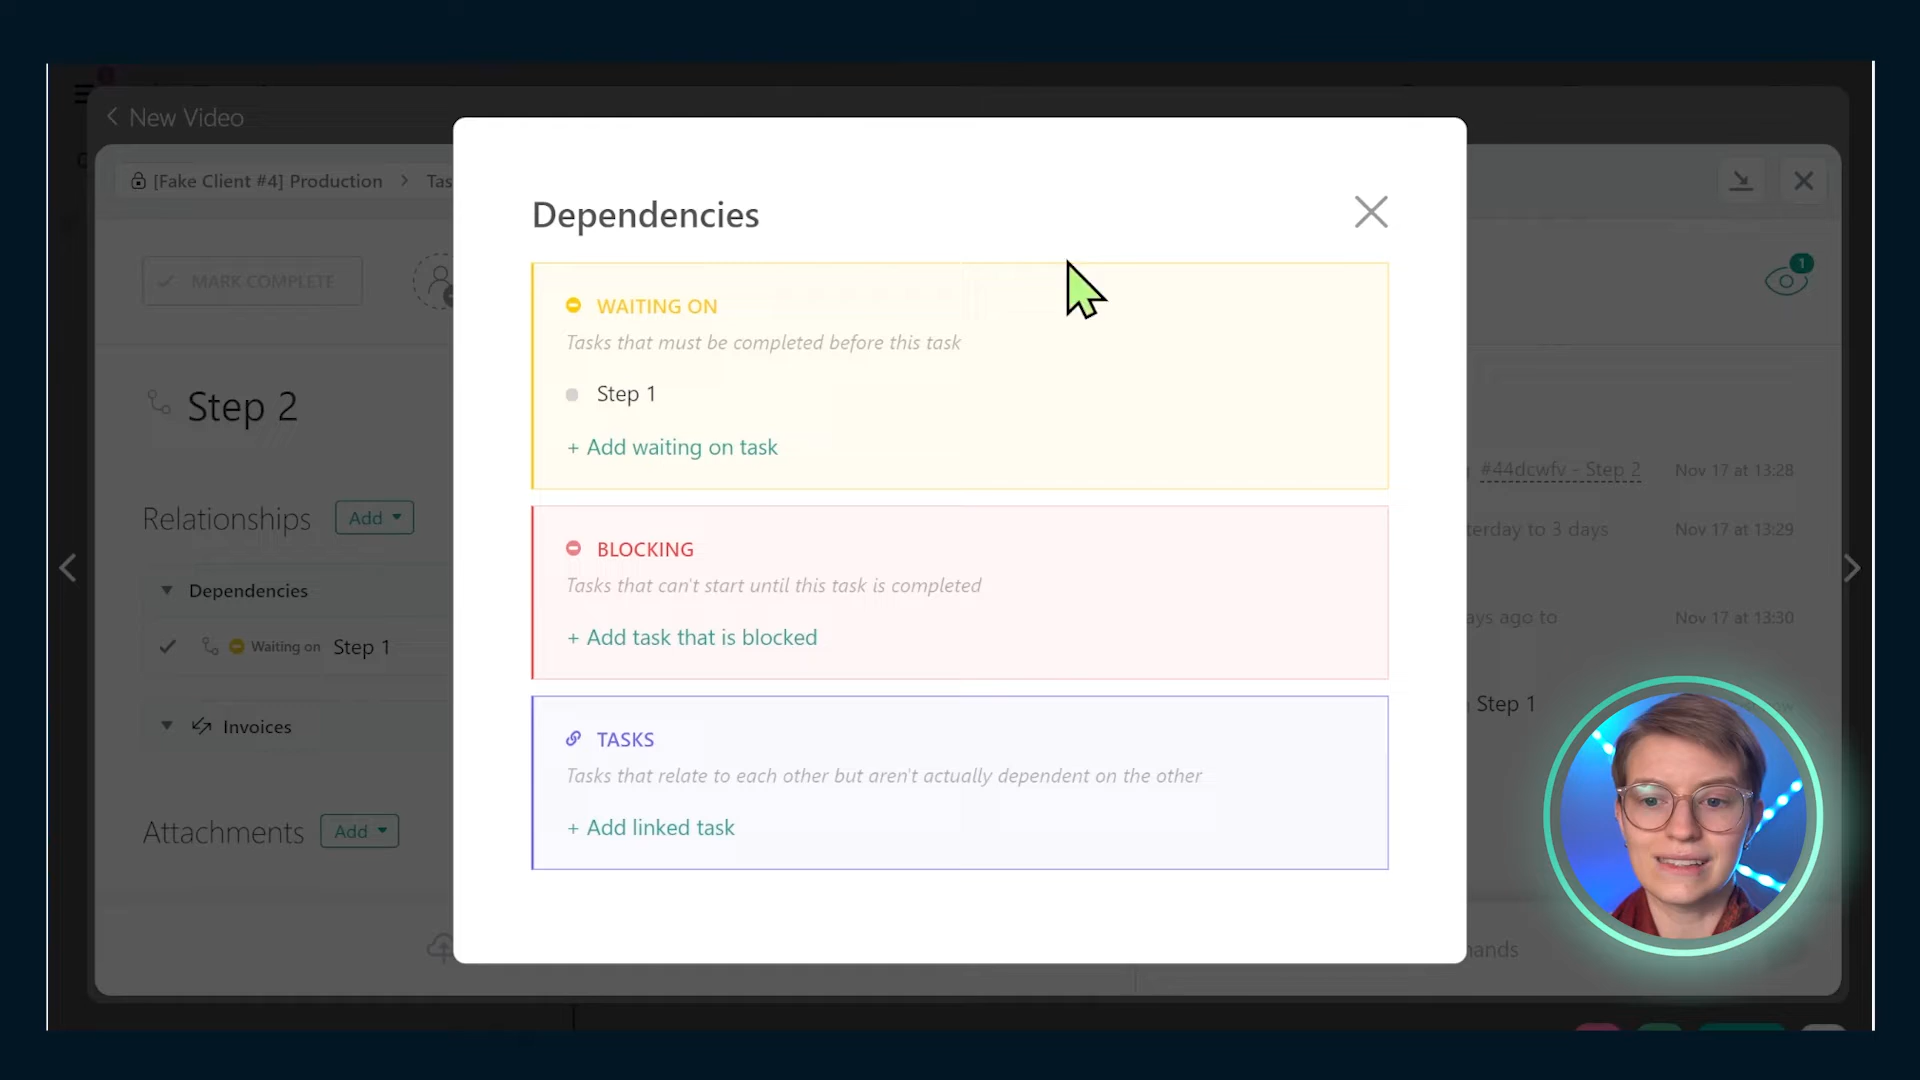 New Video
[Fake Client #4] Production > Tas
MARK COMPLETE
1
Step 2
Relationships Add
Dependencies
Waiting on Step 1
Invoices
Attachments Add
Dependencies
WAITING ON
Tasks that must be completed before this task
Step 1
+ Add waiting on task
BLOCKING
Tasks that can't start until this task is completed
+ Add task that is blocked
TASKS
Tasks that relate to each other but aren't actually dependent on the other
+ Add linked task
#44dcwfv - Step 2 Nov 17 at 13:28
terday to 3 days Nov 17 at 13:29
ays ago to Nov 17 at 13:30
Step 1